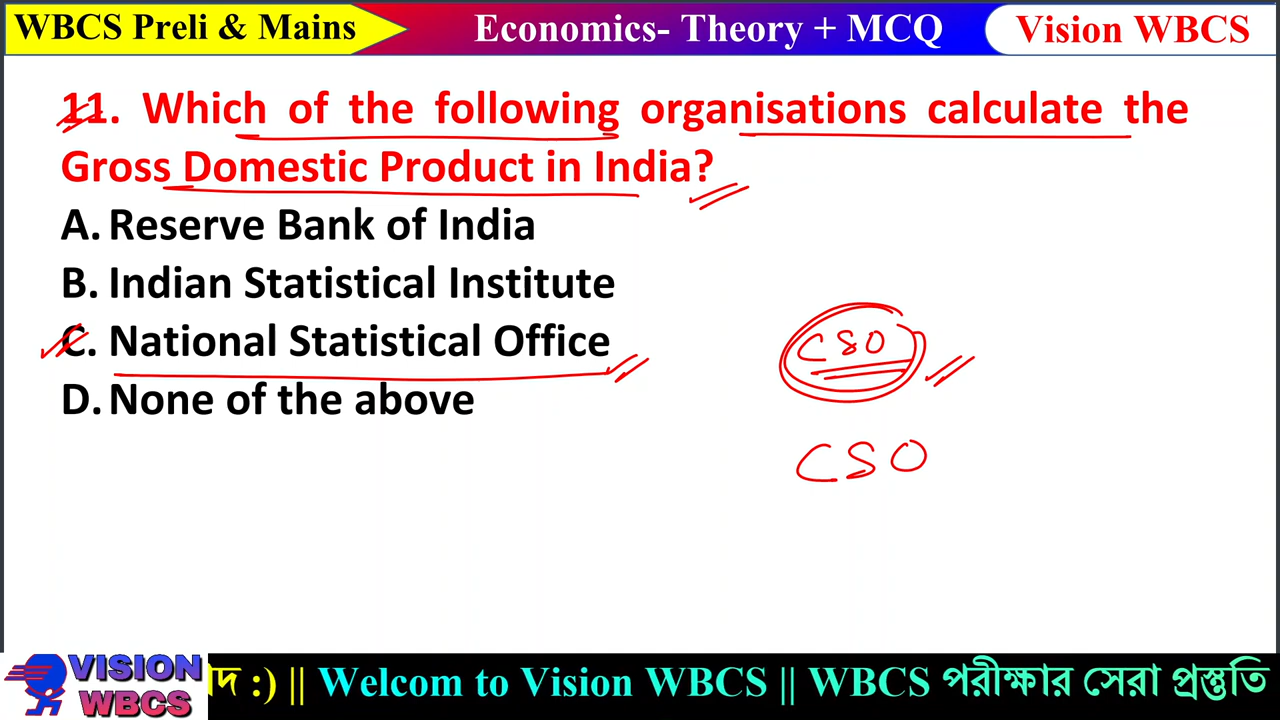 WBCS Preli & Mains
Economics- Theory + MCQ
Vision WBCS
11. Which of the following organisations calculate the
Gross Domestic Product in India?
A. Reserve Bank of India
B. Indian Statistical Institute
C. National Statistical Office
CSO
D. None of the above
CSO
VISION
WBCS
:) || Welcom to Vision WBCS || WBCS পরীক্ষার সেরা প্রস্তুতি